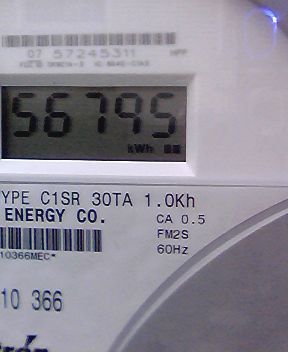 07 57245311
56795
kWh
YPE C1SR 30TA 1.0Kh
ENERGY CO.
CA 0.5
FM2S
60Hz
10366MEC*
10 366